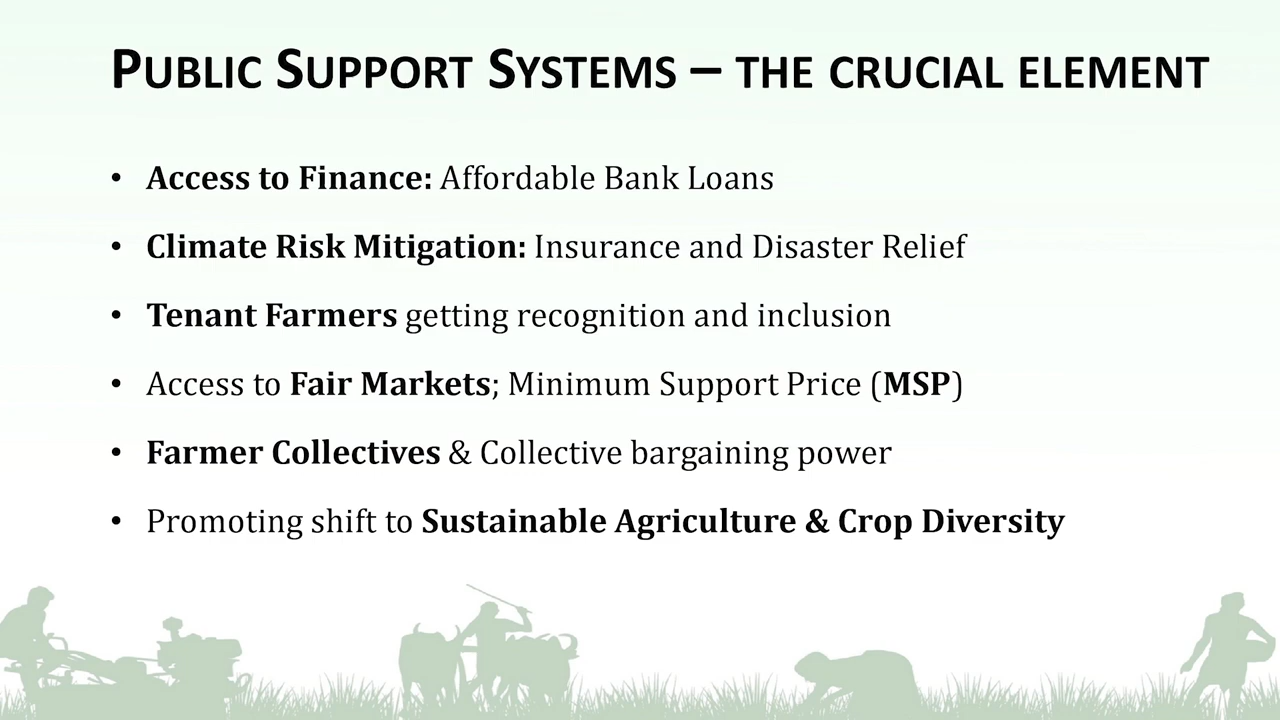 PUBLIC SUPPORT SYSTEMS – THE CRUCIAL ELEMENT
• Access to Finance: Affordable Bank Loans
• Climate Risk Mitigation: Insurance and Disaster Relief
• Tenant Farmers getting recognition and inclusion
• Access to Fair Markets; Minimum Support Price (MSP)
• Farmer Collectives & Collective bargaining power
• Promoting shift to Sustainable Agriculture & Crop Diversity